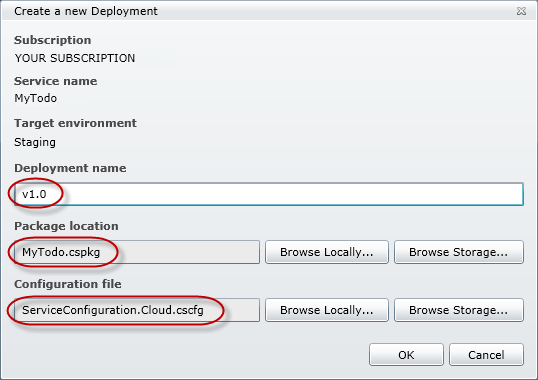 Create a new Deployment
Subscription
YOUR SUBSCRIPTION
Service name
MyTodo
Target environment
Staging
Deployment name
v1.0
Package location
MyTodo.cspkg Browse Locally... Browse Storage...
Configuration file
ServiceConfiguration.Cloud.cscfg Browse Locally... Browse Storage...
OK Cancel